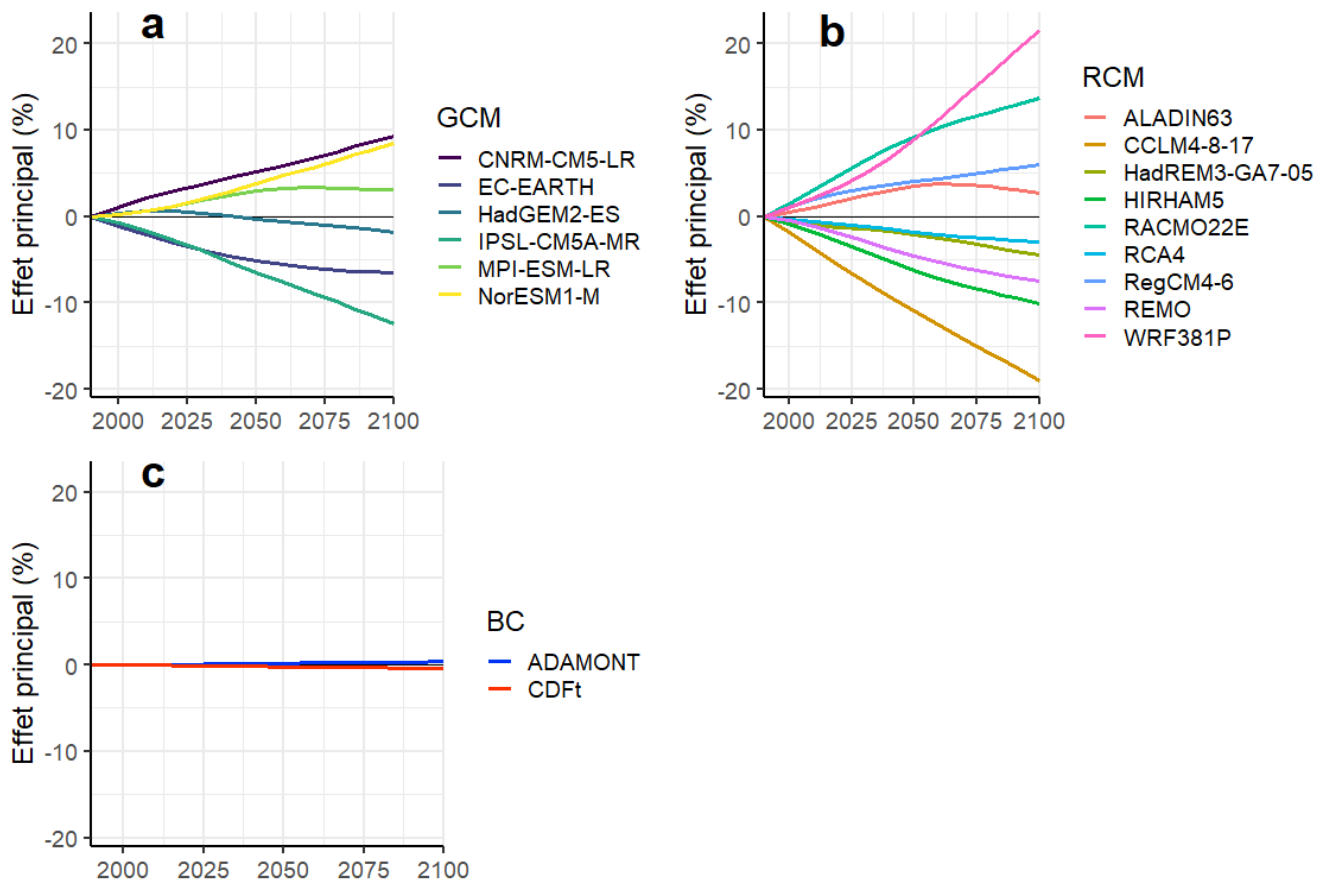 a
Effet principal (%)
20
10
0
-10
-20
2000 2025 2050 2075 2100
GCM
CNRM-CM5-LR
EC-EARTH
HadGEM2-ES
IPSL-CM5A-MR
MPI-ESM-LR
NorESM1-M
b
Effet principal (%)
20
10
0
-10
-20
2000 2025 2050 2075 2100
RCM
ALADIN63
CCLM4-8-17
HadREM3-GA7-05
HIRHAM5
RACMO22E
RCA4
RegCM4-6
REMO
WRF381P
c
Effet principal (%)
20
10
0
-10
-20
2000 2025 2050 2075 2100
BC
ADAMONT
CDFt